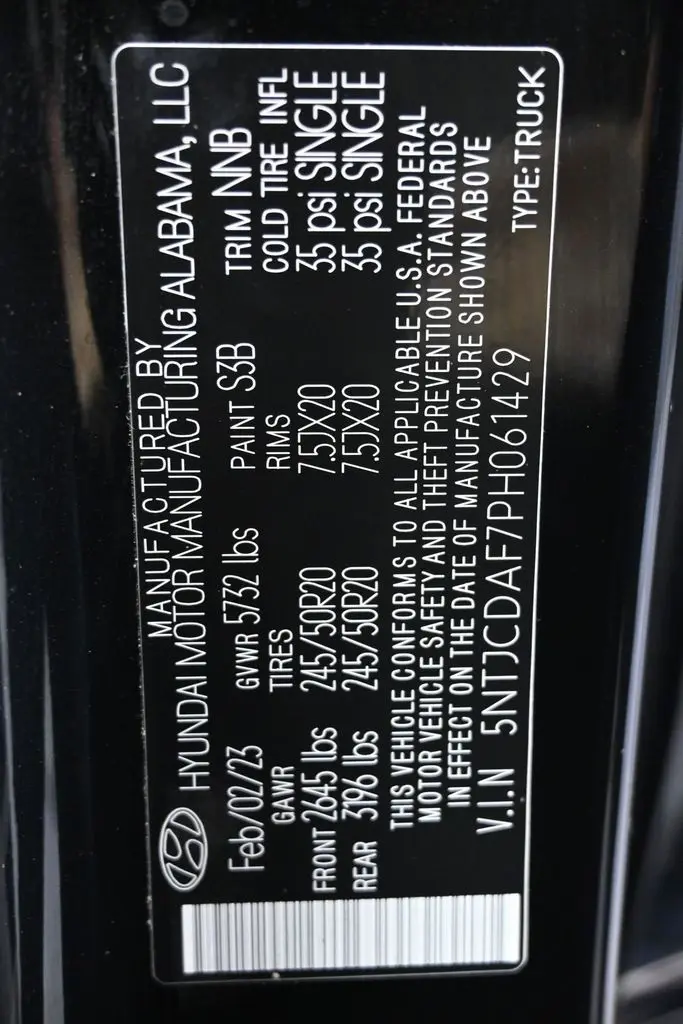 MANUFACTURED BY
HYUNDAI MOTOR MANUFACTURING ALABAMA, LLC
Feb/02/23 GVWR 5732 lbs PAINT S3B TRIM NNB
GAWR TIRES RIMS COLD TIRE INFL
FRONT 2645 lbs 245/50R20 7.5JX20 35 psi SINGLE
REAR 3196 lbs 245/50R20 7.5JX20 35 psi SINGLE
THIS VEHICLE CONFORMS TO ALL APPLICABLE U.S.A. FEDERAL
MOTOR VEHICLE SAFETY AND THEFT PREVENTION STANDARDS
IN EFFECT ON THE DATE OF MANUFACTURE SHOWN ABOVE
V.I.N 5NTJCDAF7PH061429 TYPE:TRUCK